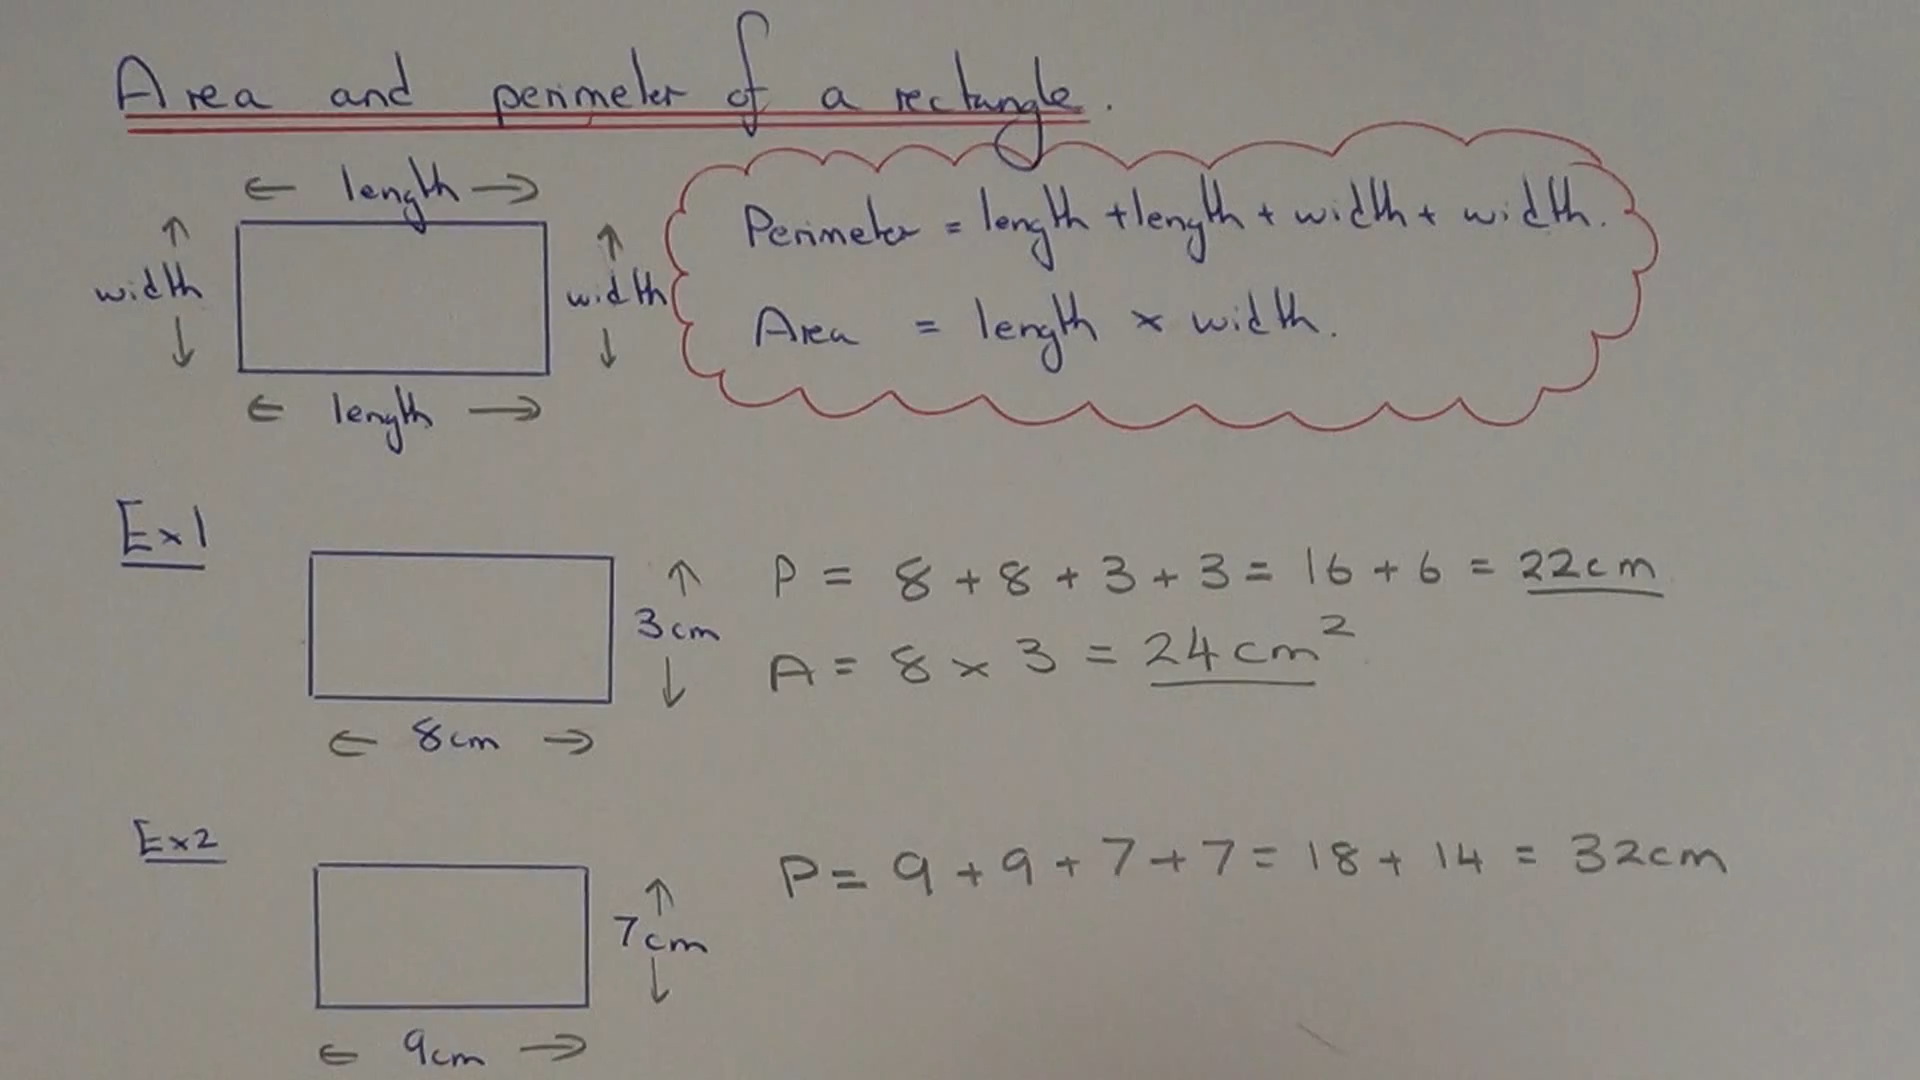 Area and perimeter of a rectangle.
length
width
width
length
Perimeter = length + length + width + width.
Area = length × width.
Ex1
3cm
8cm
P = 8 + 8 + 3 + 3 = 16 + 6 = 22cm
A = 8 × 3 = 24cm²
Ex2
7cm
9cm
P = 9 + 9 + 7 + 7 = 18 + 14 = 32cm